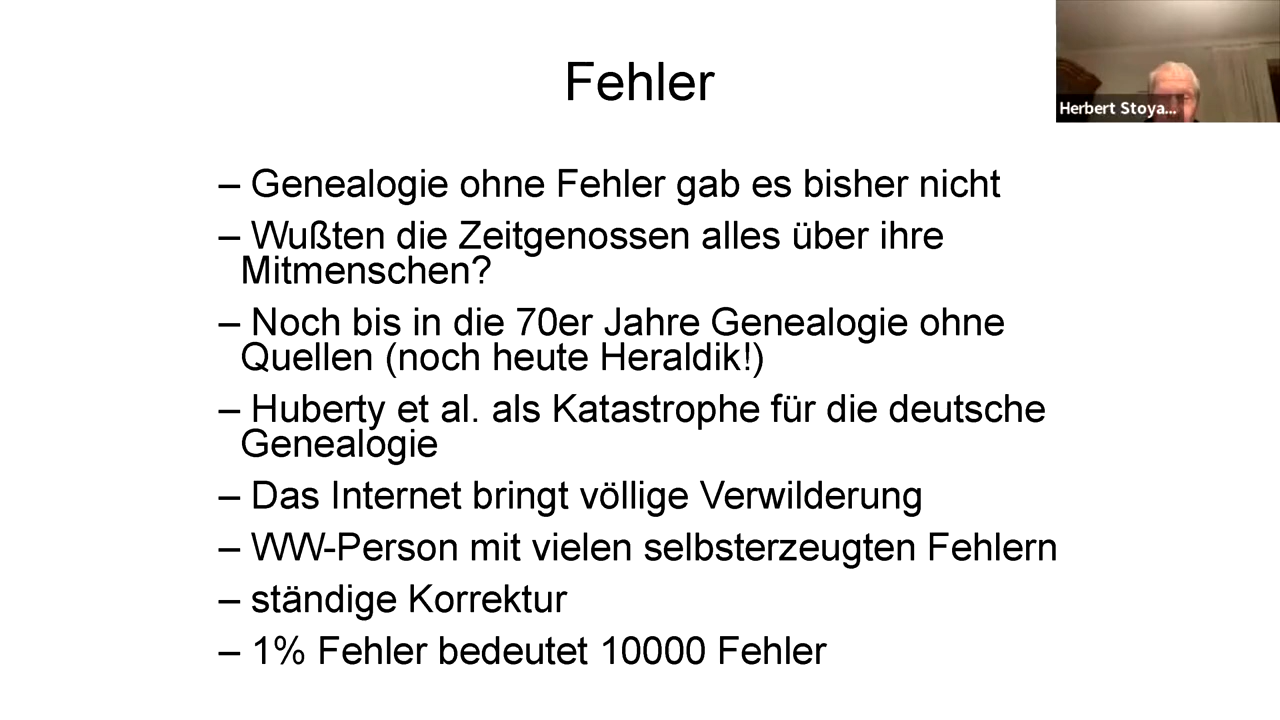 Fehler
Herbert Stoya...
– Genealogie ohne Fehler gab es bisher nicht
– Wußten die Zeitgenossen alles über ihre
Mitmenschen?
– Noch bis in die 70er Jahre Genealogie ohne
Quellen (noch heute Heraldik!)
– Huberty et al. als Katastrophe für die deutsche
Genealogie
– Das Internet bringt völlige Verwilderung
– WW-Person mit vielen selbsterzeugten Fehlern
– ständige Korrektur
– 1% Fehler bedeutet 10000 Fehler